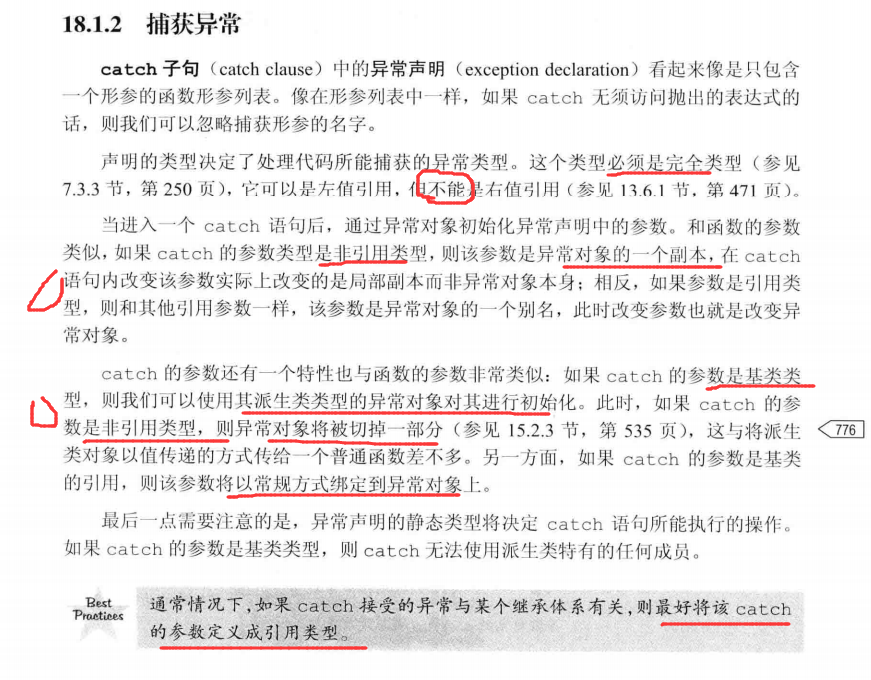 18.1.2 捕获异常
catch 子句（catch clause）中的异常声明（exception declaration）看起来像是只包含
一个形参的函数形参列表。像在形参列表中一样，如果 catch 无须访问抛出的表达式的
话，则我们可以忽略捕获形参的名字。
声明的类型决定了处理代码所能捕获的异常类型。这个类型必须是完全类型（参见
7.3.3 节，第 250 页），它可以是左值引用，但不能是右值引用（参见 13.6.1 节，第 471 页）。
当进入一个 catch 语句后，通过异常对象初始化异常声明中的参数。和函数的参数
类似，如果 catch 的参数类型是非引用类型，则该参数是异常对象的一个副本，在 catch
语句内改变该参数实际上改变的是局部副本而非异常对象本身；相反，如果参数是引用类
型，则和其他引用参数一样，该参数是异常对象的一个别名，此时改变参数也就是改变异
常对象。
catch 的参数还有一个特性也与函数的参数非常类似：如果 catch 的参数是基类类
型，则我们可以使用其派生类类型的异常对象对其进行初始化。此时，如果 catch 的参
数是非引用类型，则异常对象将被切掉一部分（参见 15.2.3 节，第 535 页），这与将派生
776
类对象以值传递的方式传给一个普通函数差不多。另一方面，如果 catch 的参数是基类
的引用，则该参数将以常规方式绑定到异常对象上。
最后一点需要注意的是，异常声明的静态类型将决定 catch 语句所能执行的操作。
如果 catch 的参数是基类类型，则 catch 无法使用派生类特有的任何成员。
Best
Practices
通常情况下，如果 catch 接受的异常与某个继承体系有关，则最好将该 catch
的参数定义成引用类型。